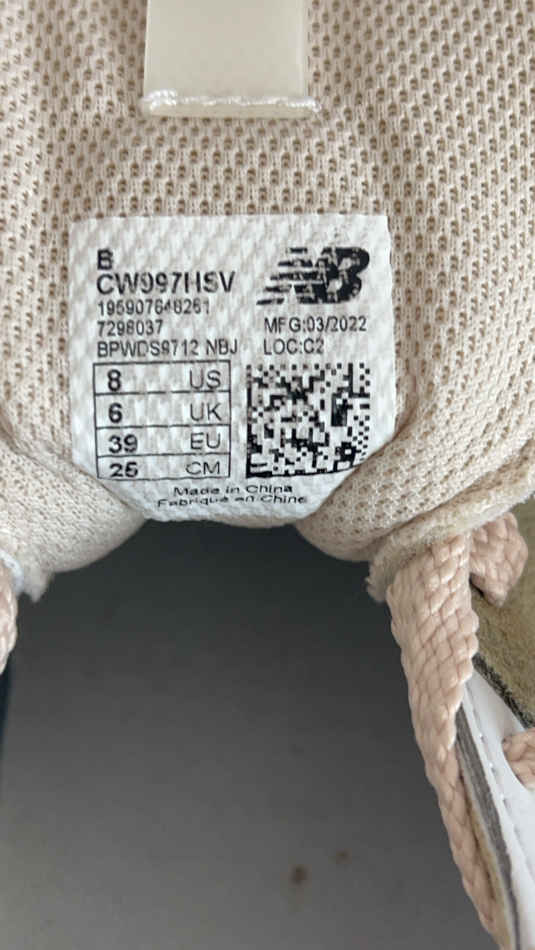 B
CW997HSV
195907648261
7298037
MFG:03/2022
BPWDS9712 NBJ
LOC:C2
8 US
6 UK
39 EU
25 CM
Made in China
Fabriqué en Chine
NB